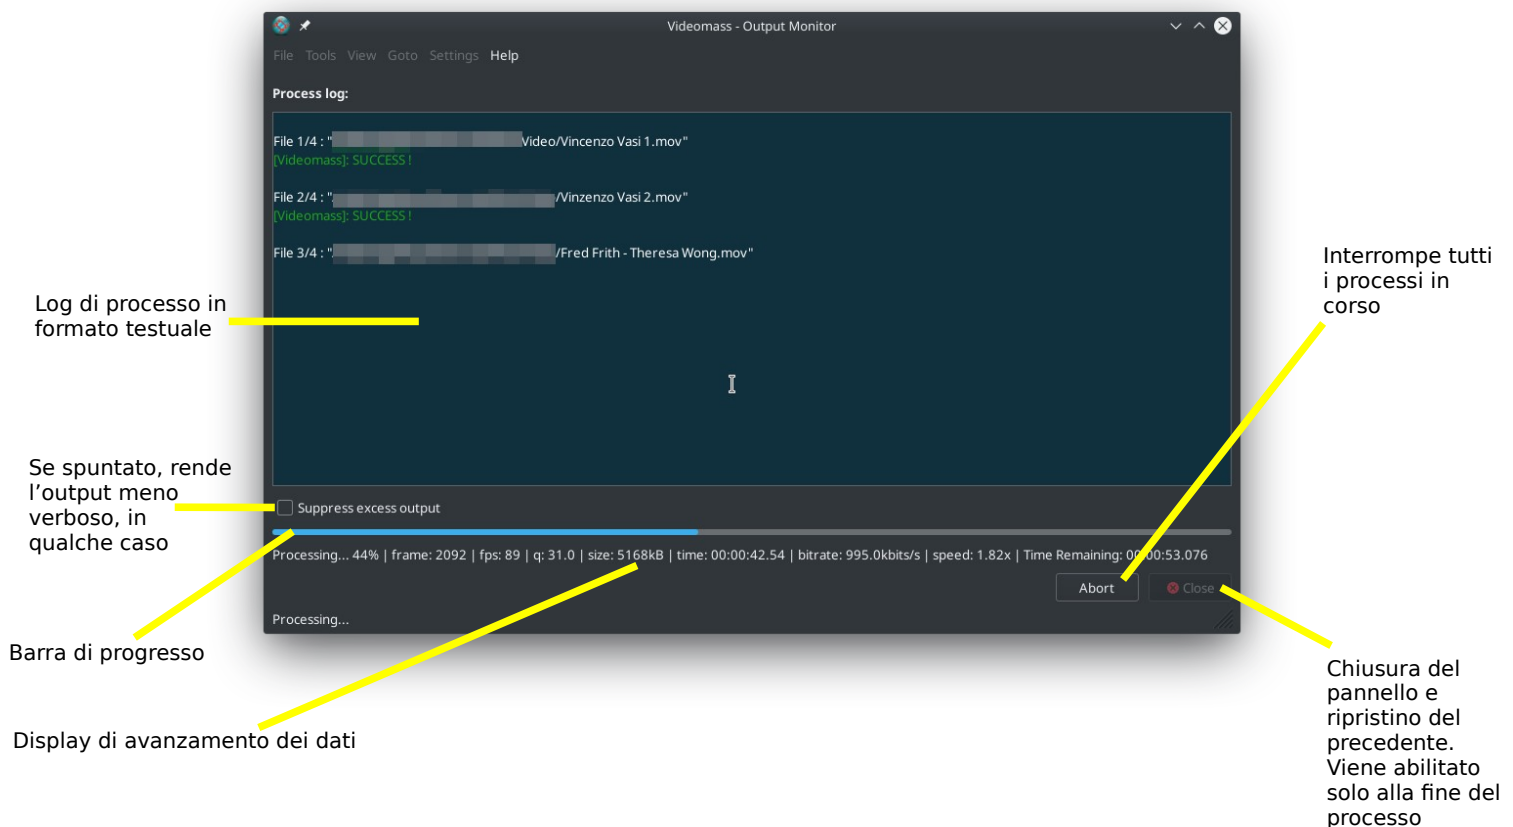 Videomass - Output Monitor
File Tools View Goto Settings Help
Process log:
File 1/4 : "Video/Vincenzo Vasi 1.mov"
[Videomass]: SUCCESS !
File 2/4 : "/Vinzenzo Vasi 2.mov"
[Videomass]: SUCCESS !
File 3/4 : "/Fred Frith - Theresa Wong.mov"
Interrompe tutti
i processi in
corso
Log di processo in
formato testuale
Se spuntato, rende
l’output meno
verboso, in
qualche caso
Suppress excess output
Processing... 44% | frame: 2092 | fps: 89 | q: 31.0 | size: 5168kB | time: 00:00:42.54 | bitrate: 995.0kbits/s | speed: 1.82x | Time Remaining: 00:00:53.076
Abort
Close
Processing...
Barra di progresso
Display di avanzamento dei dati
Chiusura del
pannello e
ripristino del
precedente.
Viene abilitato
solo alla fine del
processo